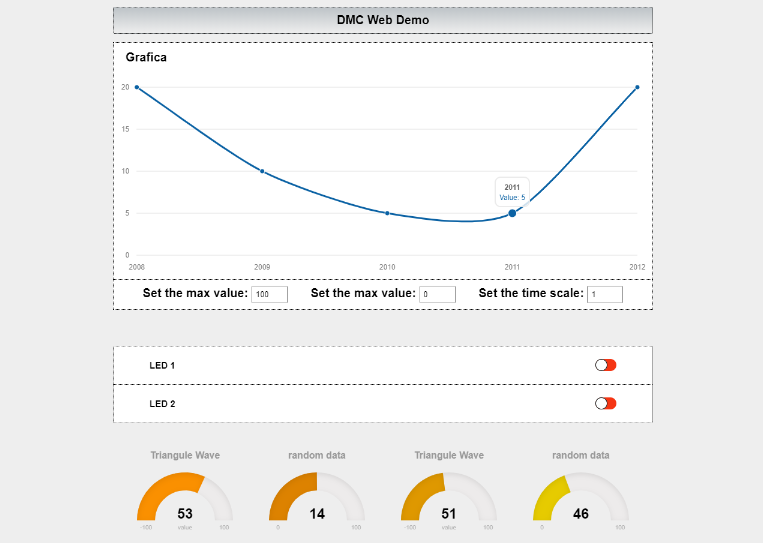 DMC Web Demo
Grafica
20
15
10
5
0
2011
Value: 5
2008 2009 2010 2011 2012
Set the max value: 100 Set the max value: 0 Set the time scale: 1
LED 1
LED 2
Triangule Wave random data Triangule Wave random data
53 14 51 46
-100 value 100 0 100 -100 value 100 0 100